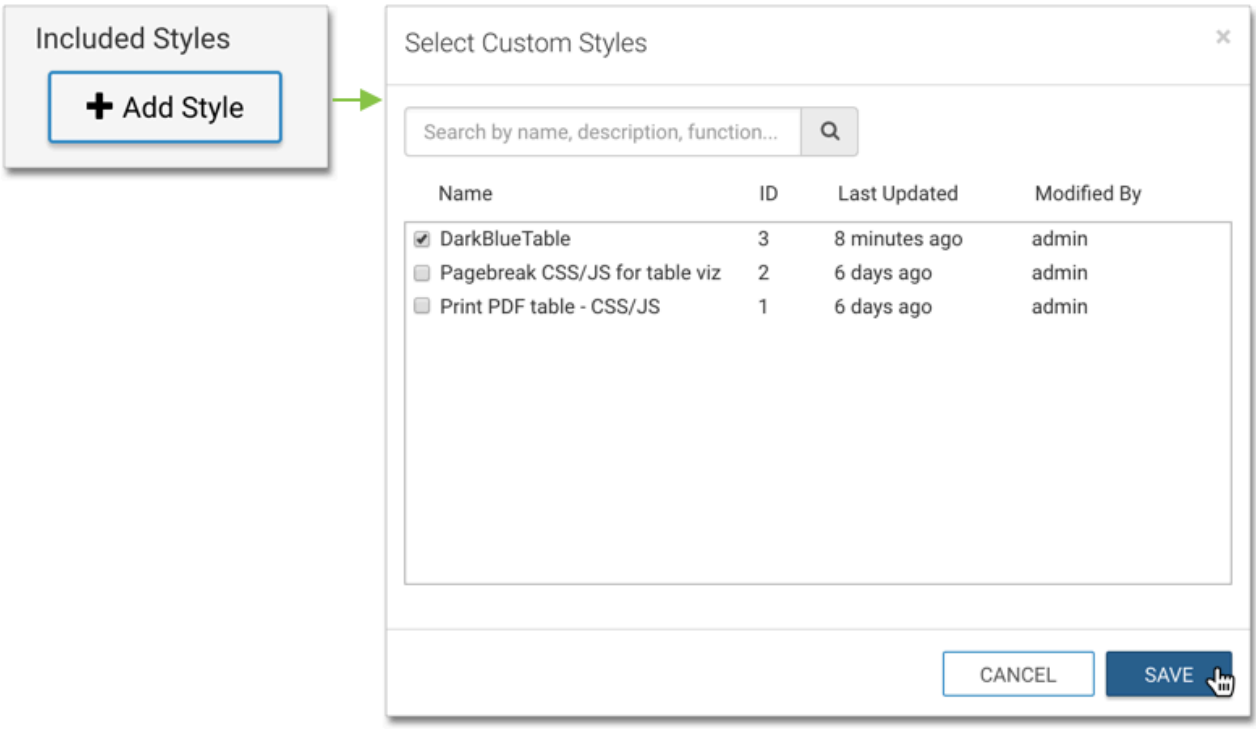 Included Styles
Add Style
Select Custom Styles
Search by name, description, function...
Name ID Last Updated Modified By
DarkBlueTable 3 8 minutes ago admin
Pagebreak CSS/JS for table viz 2 6 days ago admin
Print PDF table - CSS/JS 1 6 days ago admin
CANCEL SAVE